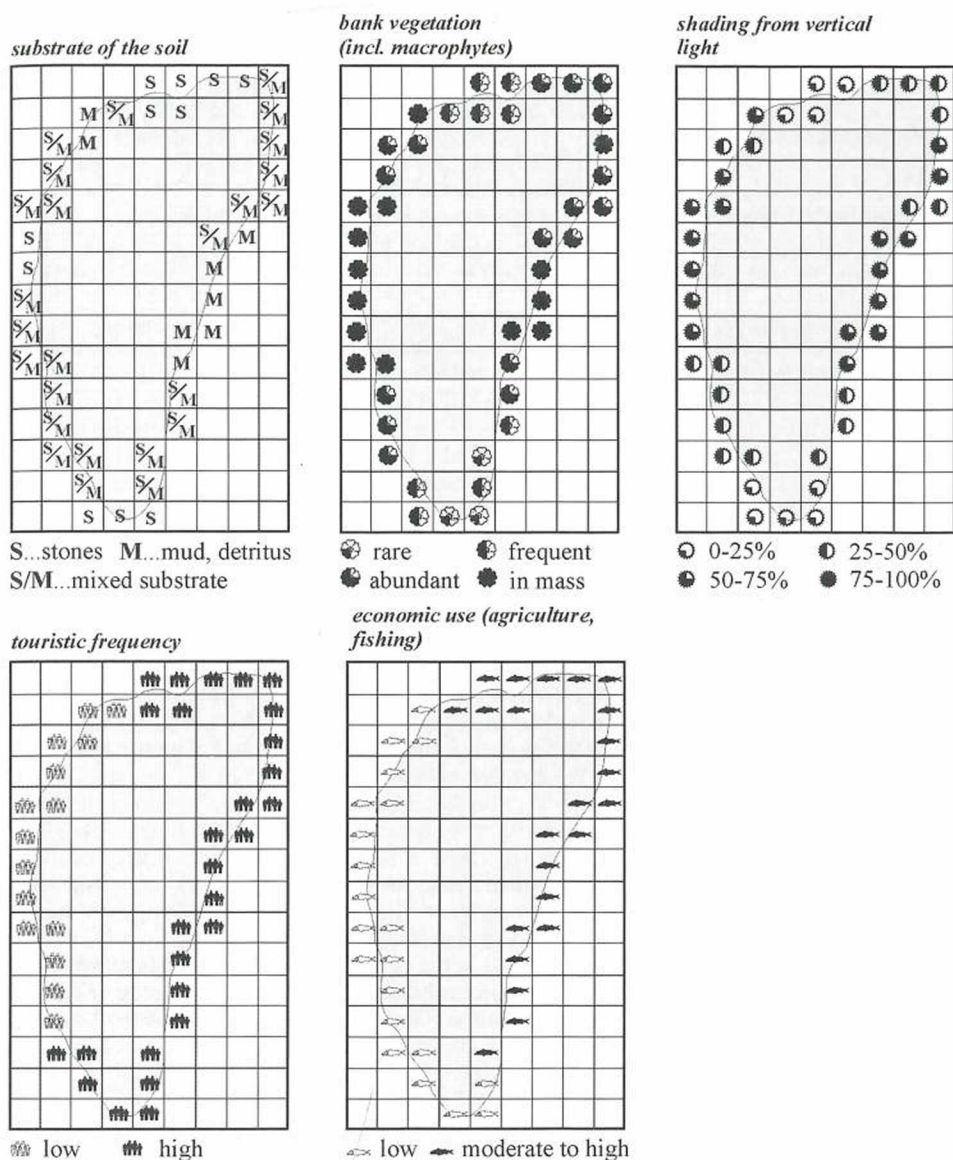 substrate of the soil
S S S S S/M
M S/M S S S/M
S/M M S/M
S/M
S/M S/M S/M S/M
S S/M M
S M
S/M M
S/M M M
S/M S/M M
S/M S/M
S/M S/M
S/M S/M S/M
S/M S/M
S S S
S...stones M...mud, detritus
S/M...mixed substrate
bank vegetation
(incl. macrophytes)
rare frequent
abundant in mass
shading from vertical
light
0-25% 25-50%
50-75% 75-100%
touristic frequency
low high
economic use (agriculture,
fishing)
low moderate to high